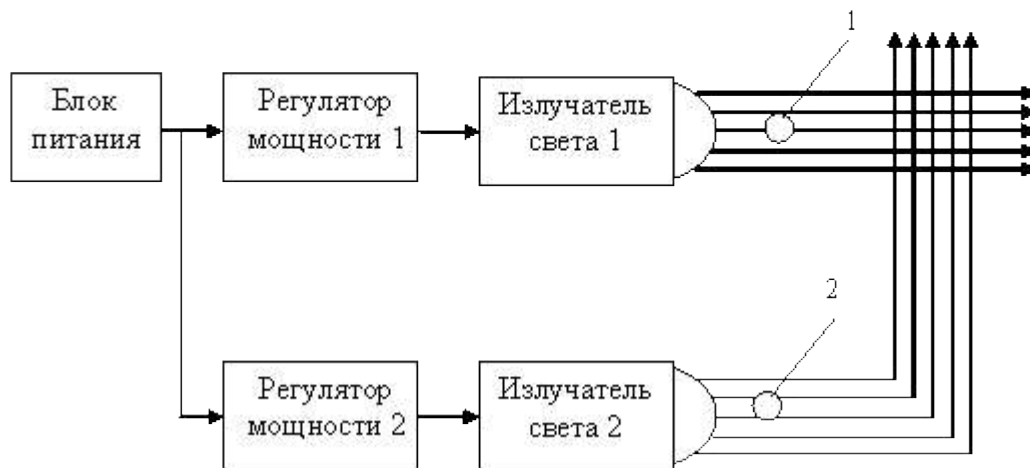 Блок
питания
Регулятор
мощности 1
Излучатель
света 1
1
2
Регулятор
мощности 2
Излучатель
света 2